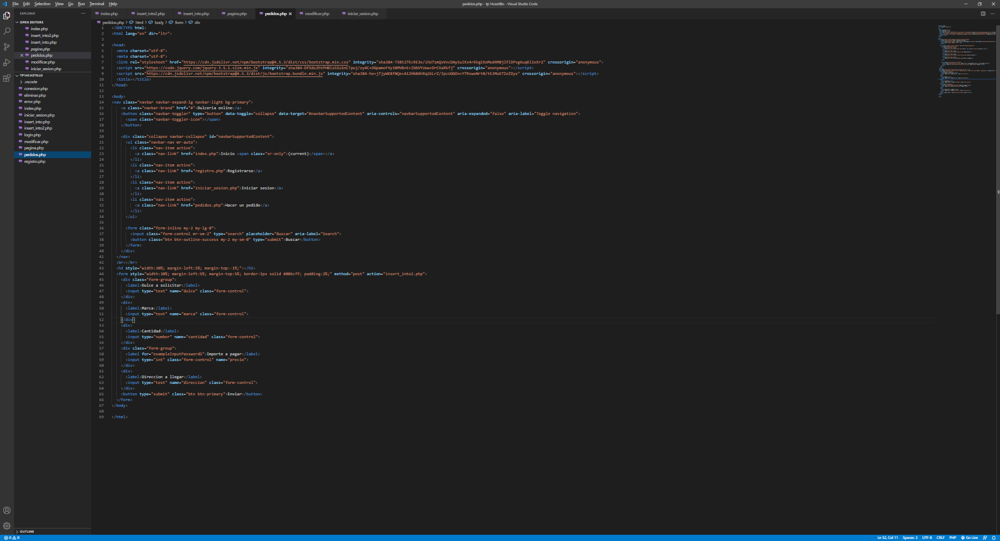 File Edit Selection View Go Run Terminal Help
pedidos.php - tp14castillo - Visual Studio Code
EXPLORER
OPEN EDITORS
index.php
insert_into2.php
insert_into.php
pagina.php
pedidos.php
modificar.php
iniciar_sesion.php
TP14CASTILLO
.vscode
conexion.php
eliminar.php
error.php
index.php
iniciar_sesion.php
insert_into.php
insert_into2.php
login.php
modificar.php
pagina.php
pedidos.php
registro.php
OUTLINE
index.php insert_into2.php insert_into.php pagina.php pedidos.php modificar.php iniciar_sesion.php
pedidos.php > html > body > form > div
1 <!DOCTYPE html>
2 <html lang="en" dir="ltr">
3
4 <head>
5 <meta charset="utf-8">
6 <meta charset="utf-8">
7 <link rel="stylesheet" href="https://cdn.jsdelivr.net/npm/bootstrap@4.5.3/dist/css/bootstrap.min.css" integrity="sha384-TX8t27EcRE3e/ihU7zmQxVncDAy5uIKz4rEkgIXeMed4M0jlfIDPvg6uqKI2xXr2" crossorigin="anonymous">
8 <script src="https://code.jquery.com/jquery-3.5.1.slim.min.js" integrity="sha384-DfXdz2htPH0lsSSs5nCTpuj/zy4C+OGpamoFVy38MVBnE+IbbVYUew+OrCXaRkfj" crossorigin="anonymous"></script>
9 <script src="https://cdn.jsdelivr.net/npm/bootstrap@4.5.3/dist/js/bootstrap.bundle.min.js" integrity="sha384-ho+j7jyWK8fNQe+A12Hb8AhRq26LrZ/JpcUGGOn+Y7RsweNrtN/tE3MoK7ZeZDyx" crossorigin="anonymous"></script>
10 <title></title>
11 </head>
12
13 <body>
14 <nav class="navbar navbar-expand-lg navbar-light bg-primary">
15 <a class="navbar-brand" href="#">Dulceria online</a>
16 <button class="navbar-toggler" type="button" data-toggle="collapse" data-target="#navbarSupportedContent" aria-controls="navbarSupportedContent" aria-expanded="false" aria-label="Toggle navigation">
17 <span class="navbar-toggler-icon"></span>
18 </button>
19
20 <div class="collapse navbar-collapse" id="navbarSupportedContent">
21 <ul class="navbar-nav mr-auto">
22 <li class="nav-item active">
23 <a class="nav-link" href="index.php">Inicio <span class="sr-only">(current)</span></a>
24 </li>
25 <li class="nav-item active">
26 <a class="nav-link" href="registro.php">Registrarse</a>
27 </li>
28 <li class="nav-item active">
29 <a class="nav-link" href="iniciar_sesion.php">Iniciar sesion</a>
30 </li>
31 <li class="nav-item active">
32 <a class="nav-link" href="pedidos.php">Hacer un pedido</a>
33 </li>
34 </ul>
35
36 <form class="form-inline my-2 my-lg-0">
37 <input class="form-control mr-sm-2" type="search" placeholder="Buscar" aria-label="Search">
38 <button class="btn btn-outline-success my-2 my-sm-0" type="submit">Buscar</button>
39 </form>
40 </div>
41 </nav>
42 <br></br>
43 <h3 style="width:30%; margin-left:5%; margin-top:-1%;"></h3>
44 <form style="width:30%; margin-left:5%; margin-top:5%; border:1px solid #006cff; padding:2%;" method="post" action="insert_into2.php">
45 <div class="form-group">
46 <label>Dulce a solicitar</label>
47 <input type="text" name="dulce" class="form-control">
48 </div>
49 <div>
50 <label>Marca</label>
51 <input type="text" name="marca" class="form-control">
52 </div>
53 <div>
54 <label>Cantidad</label>
55 <input type="number" name="cantidad" class="form-control">
56 </div>
57 <div class="form-group">
58 <label for="exampleInputPassword1">Importe a pagar</label>
59 <input type="int" class="form-control" name="precio">
60 </div>
61 <div>
62 <label>Direccion a llegar</label>
63 <input type="text" name="direccion" class="form-control">
64 </div>
65 <button type="submit" class="btn btn-primary">Enviar</button>
66 </form>
67 </body>
68
69 </html>
0 0
Ln 52, Col 11 Spaces: 2 UTF-8 CRLF PHP Go Live